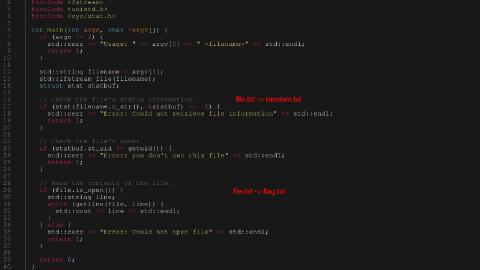 2 #include <fstream>
3 #include <unistd.h>
4 #include <sys/stat.h>
5
6 int main(int argc, char *argv[]) {
7 if (argc != 2) {
8 std::cerr << "Usage: " << argv[0] << " <filename>" << std::endl;
9 return 1;
10 }
11
12 std::string filename = argv[1];
13 std::ifstream file(filename);
14 struct stat statbuf;
15
16 // Check the file's status information. file.txt -> random.txt
17 if (stat(filename.c_str(), &statbuf) == -1) {
18 std::cerr << "Error: Could not retrieve file information" << std::endl;
19 return 1;
20 }
21
22 // Check the file's owner.
23 if (statbuf.st_uid != getuid()) {
24 std::cerr << "Error: you don't own this file" << std::endl;
25 return 1;
26 }
27
28 // Read the contents of the file.
29 if (file.is_open()) { file.txt -> flag.txt
30 std::string line;
31 while (getline(file, line)) {
32 std::cout << line << std::endl;
33 }
34 } else {
35 std::cerr << "Error: Could not open file" << std::endl;
36 return 1;
37 }
38
39 return 0;
40 }